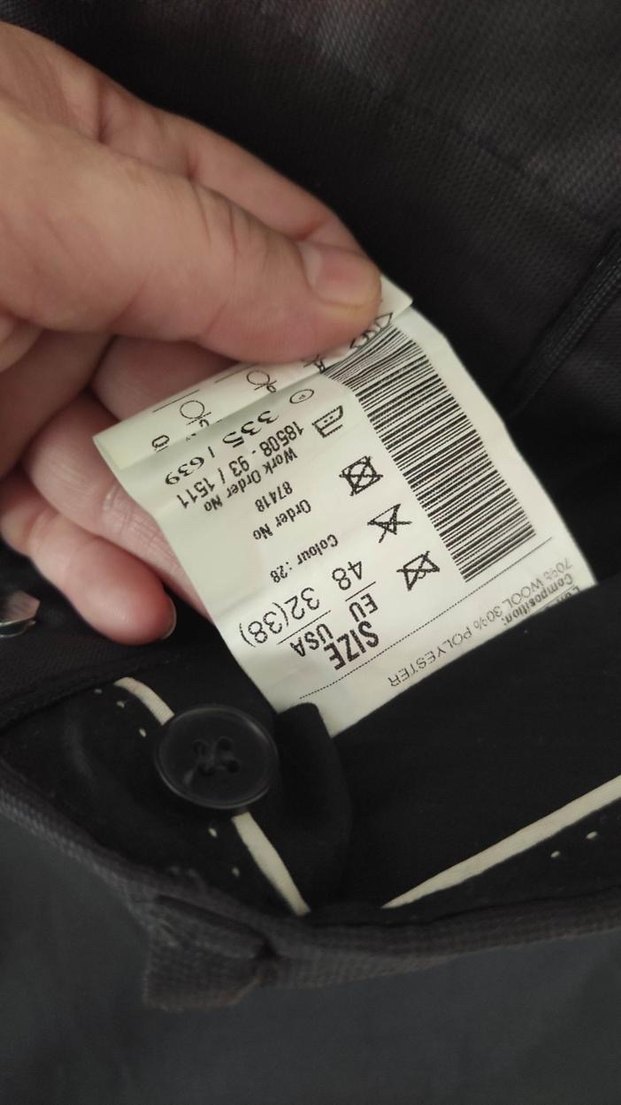 Composition:
70% WOOL 30% POLYESTER
SIZE
EU USA
48 32(38)
Colour : 28
Order No
87418
Work Order No
18508 - 93 / 1511
335 / 639